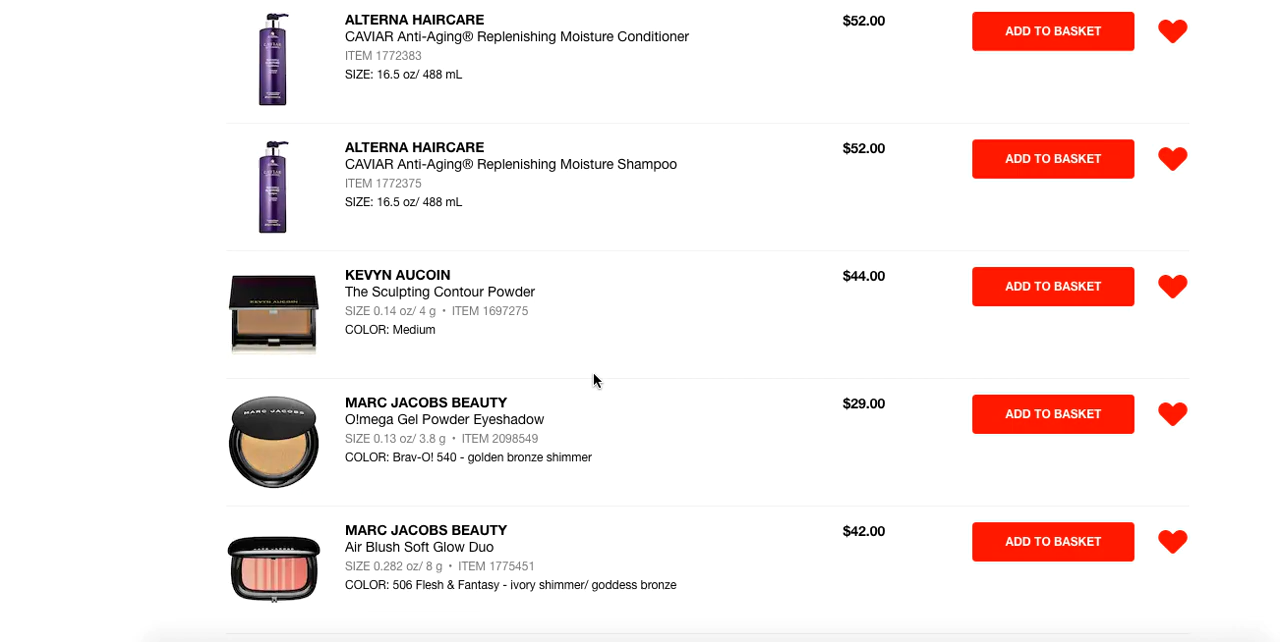 ALTERNA HAIRCARE
$52.00
ADD TO BASKET
CAVIAR Anti-Aging® Replenishing Moisture Conditioner
ITEM 1772383
SIZE: 16.5 oz/ 488 mL
ALTERNA HAIRCARE
$52.00
ADD TO BASKET
CAVIAR Anti-Aging® Replenishing Moisture Shampoo
ITEM 1772375
SIZE: 16.5 oz/ 488 mL
KEVYN AUCOIN
$44.00
ADD TO BASKET
The Sculpting Contour Powder
SIZE 0.14 oz/ 4 g • ITEM 1697275
COLOR: Medium
KEVYN AUCOIN
MARC JACOBS BEAUTY
$29.00
ADD TO BASKET
MARC JACOBS
O!mega Gel Powder Eyeshadow
SIZE 0.13 oz/ 3.8 g • ITEM 2098549
COLOR: Brav-O! 540 - golden bronze shimmer
MARC JACOBS BEAUTY
$42.00
ADD TO BASKET
Air Blush Soft Glow Duo
SIZE 0.282 oz/ 8 g • ITEM 1775451
COLOR: 506 Flesh & Fantasy - ivory shimmer/ goddess bronze